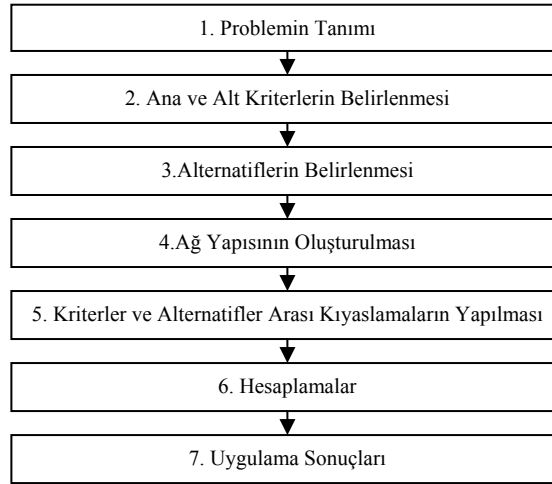 1. Problemin Tanımı
2. Ana ve Alt Kriterlerin Belirlenmesi
3.Alternatiflerin Belirlenmesi
4.Ağ Yapısının Oluşturulması
5. Kriterler ve Alternatifler Arası Kıyaslamaların Yapılması
6. Hesaplamalar
7. Uygulama Sonuçları